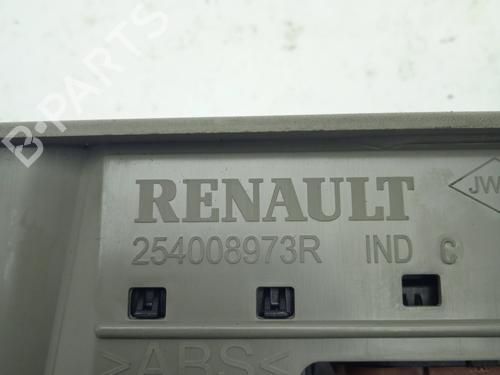 B-PARTS
RENAULT
254008973R IND C
JW
>ABS<